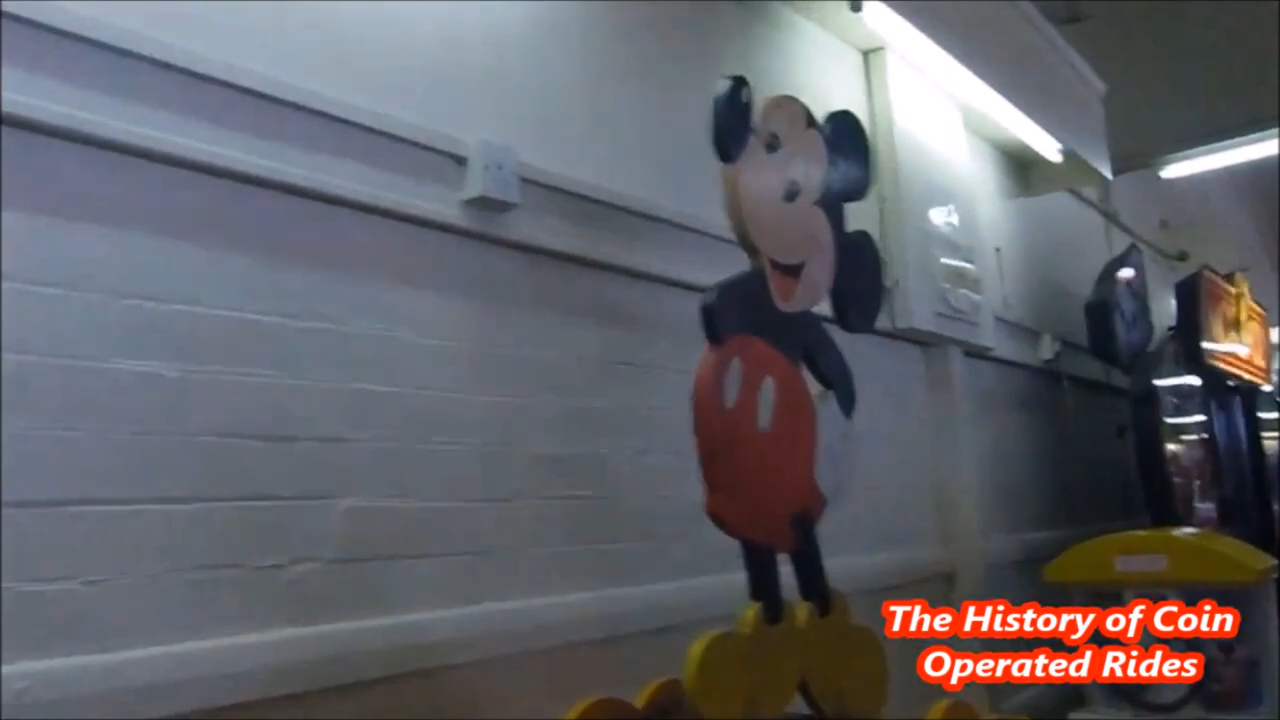 The History of Coin
Operated Rides